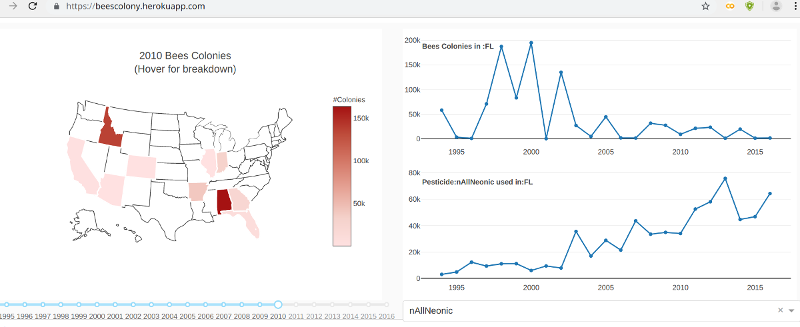 https://beescolony.herokuapp.com
2010 Bees Colonies
(Hover for breakdown)
#Colonies
150k
100k
50k
1995 1996 1997 1998 1999 2000 2001 2002 2003 2004 2005 2006 2007 2008 2009 2010 2011 2012 2013 2014 2015 2016
Bees Colonies in :FL
200k
150k
100k
50k
0
1995 2000 2005 2010 2015
Pesticide:nAllNeonic used in:FL
80k
60k
40k
20k
0
1995 2000 2005 2010 2015
nAllNeonic